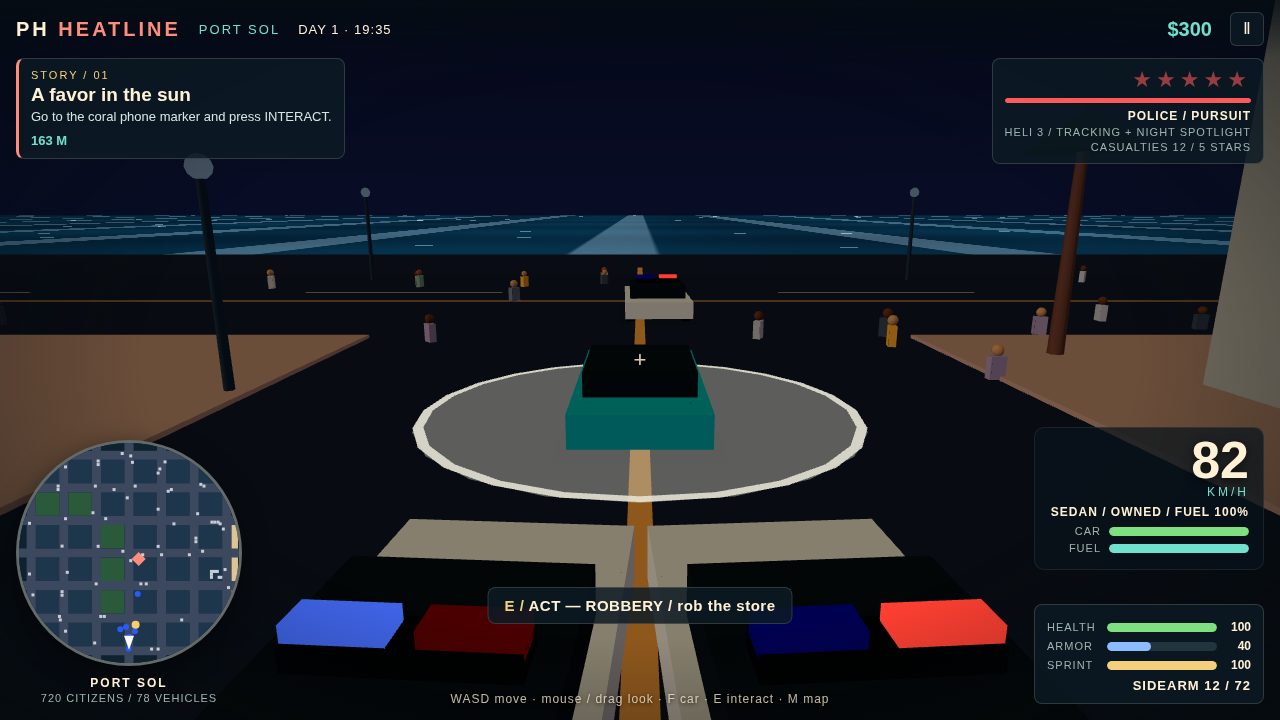 PH HEATLINE PORT SOL DAY 1 · 19:35
$300 II
STORY / 01
A favor in the sun
Go to the coral phone marker and press INTERACT.
163 M
★★★★★
POLICE / PURSUIT
HELI 3 / TRACKING + NIGHT SPOTLIGHT
CASUALTIES 12 / 5 STARS
82
KM/H
SEDAN / OWNED / FUEL 100%
CAR
FUEL
E / ACT — ROBBERY / rob the store
HEALTH 100
ARMOR 40
SPRINT 100
SIDEARM 12 / 72
PORT SOL
720 CITIZENS / 78 VEHICLES
WASD move · mouse / drag look · F car · E interact · M map